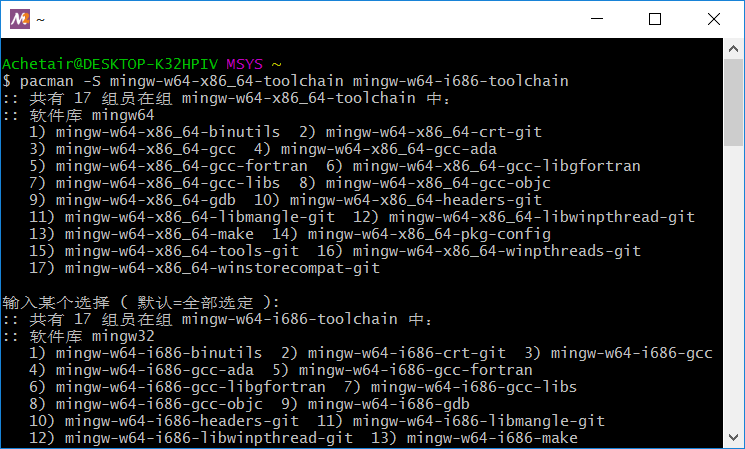 ~
Achetair@DESKTOP-K32HPIV MSYS ~
$ pacman -S mingw-w64-x86_64-toolchain mingw-w64-i686-toolchain
:: 共有 17 组员在组 mingw-w64-x86_64-toolchain 中：
:: 软件库 mingw64
1) mingw-w64-x86_64-binutils  2) mingw-w64-x86_64-crt-git
3) mingw-w64-x86_64-gcc  4) mingw-w64-x86_64-gcc-ada
5) mingw-w64-x86_64-gcc-fortran  6) mingw-w64-x86_64-gcc-libgfortran
7) mingw-w64-x86_64-gcc-libs  8) mingw-w64-x86_64-gcc-objc
9) mingw-w64-x86_64-gdb  10) mingw-w64-x86_64-headers-git
11) mingw-w64-x86_64-libmangle-git  12) mingw-w64-x86_64-libwinpthread-git
13) mingw-w64-x86_64-make  14) mingw-w64-x86_64-pkg-config
15) mingw-w64-x86_64-tools-git  16) mingw-w64-x86_64-winpthreads-git
17) mingw-w64-x86_64-winstorecompat-git
输入某个选择 ( 默认=全部选定 ):
:: 共有 17 组员在组 mingw-w64-i686-toolchain 中：
:: 软件库 mingw32
1) mingw-w64-i686-binutils  2) mingw-w64-i686-crt-git  3) mingw-w64-i686-gcc
4) mingw-w64-i686-gcc-ada  5) mingw-w64-i686-gcc-fortran
6) mingw-w64-i686-gcc-libgfortran  7) mingw-w64-i686-gcc-libs
8) mingw-w64-i686-gcc-objc  9) mingw-w64-i686-gdb
10) mingw-w64-i686-headers-git  11) mingw-w64-i686-libmangle-git
12) mingw-w64-i686-libwinpthread-git  13) mingw-w64-i686-make